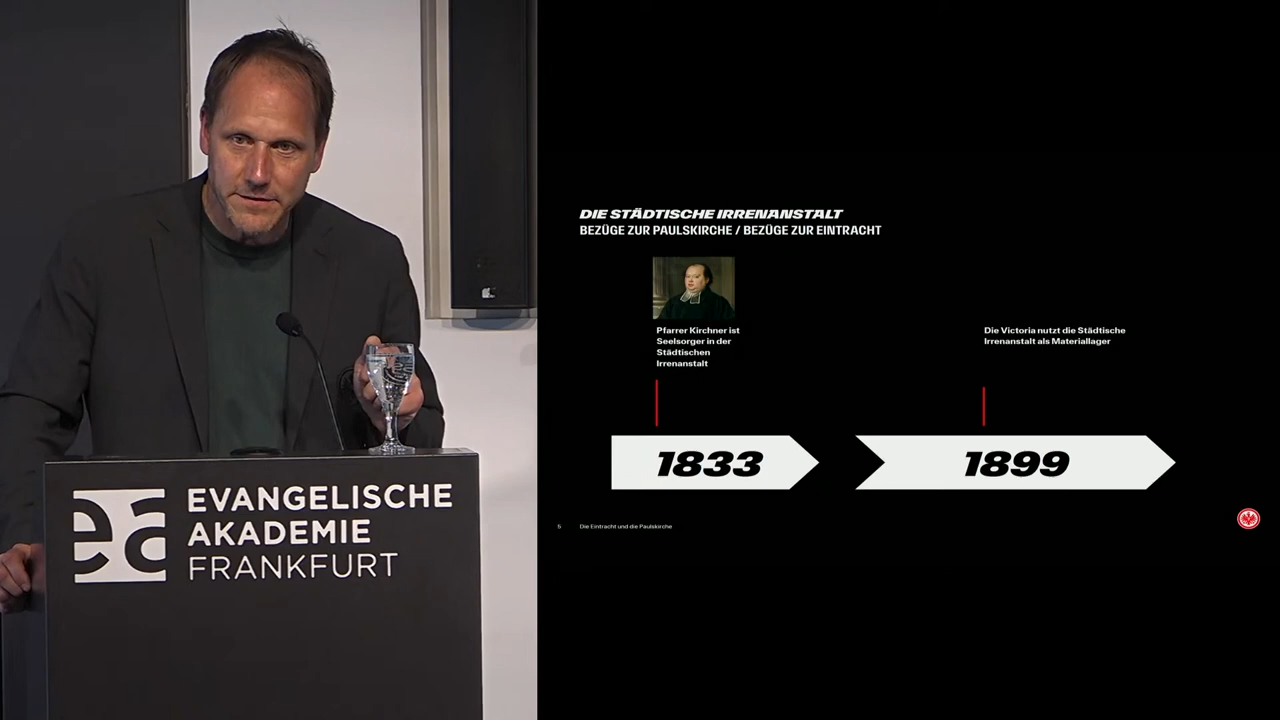 EVANGELISCHE
AKADEMIE
FRANKFURT
DIE STÄDTISCHE IRRENANSTALT
BEZÜGE ZUR PAULSKIRCHE / BEZÜGE ZUR EINTRACHT
Pfarrer Kirchner ist
Seelsorger in der
Städtischen
Irrenanstalt
Die Victoria nutzt die Städtische
Irrenanstalt als Materiallager
1833
1899
5
Die Eintracht und die Paulskirche